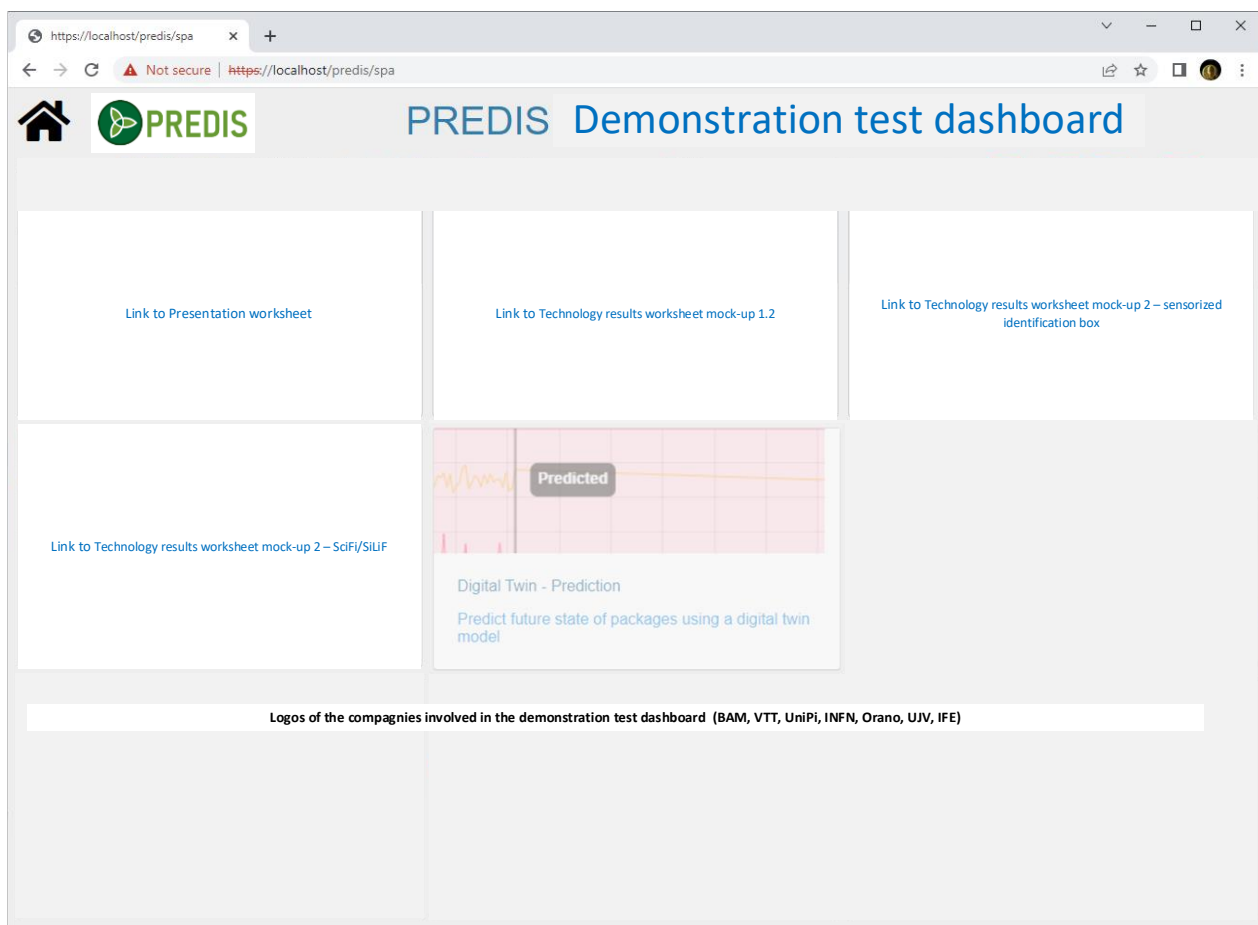 https://localhost/predis/spa
Not secure https://localhost/predis/spa
PREDIS
PREDIS Demonstration test dashboard
Link to Presentation worksheet
Link to Technology results worksheet mock-up 1.2
Link to Technology results worksheet mock-up 2 – sensorized
identification box
Link to Technology results worksheet mock-up 2 – SciFi/SiLiF
Predicted
Digital Twin - Prediction
Predict future state of packages using a digital twin
model
Logos of the compagnies involved in the demonstration test dashboard (BAM, VTT, UniPi, INFN, Orano, UJV, IFE)